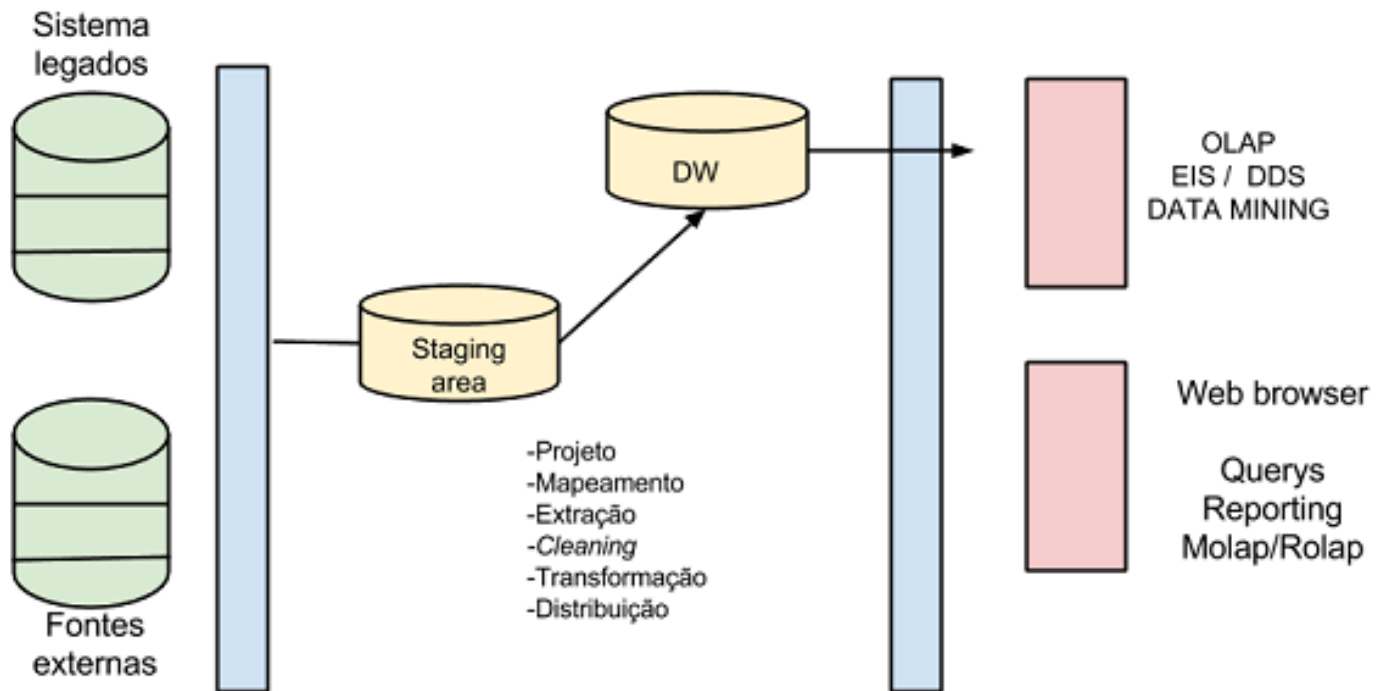 Sistema
legados
Fontes
externas
Staging
area
DW
-Projeto
-Mapeamento
-Extração
-Cleaning
-Transformação
-Distribuição
OLAP
EIS / DDS
DATA MINING
Web browser
Querys
Reporting
Molap/Rolap